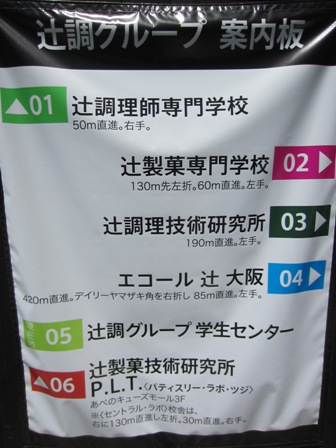 辻調グループ 案内板
01 辻調理師専門学校
50m直進。右手。
辻製菓専門学校 02
130m先左折。60m直進。左手。
辻調理技術研究所 03
190m直進。左手。
エコール 辻 大阪 04
420m直進。デイリーヤマザキ角を右折し 85m直進。左手。
05 辻調グループ 学生センター
辻製菓技術研究所
06 P.L.T.〈パティスリー・ラボ・ツジ〉
あべのキューズモール3F
※〈セントラル・ラボ〉校舎は、
右に130m直進し左折。30m直進。右手。